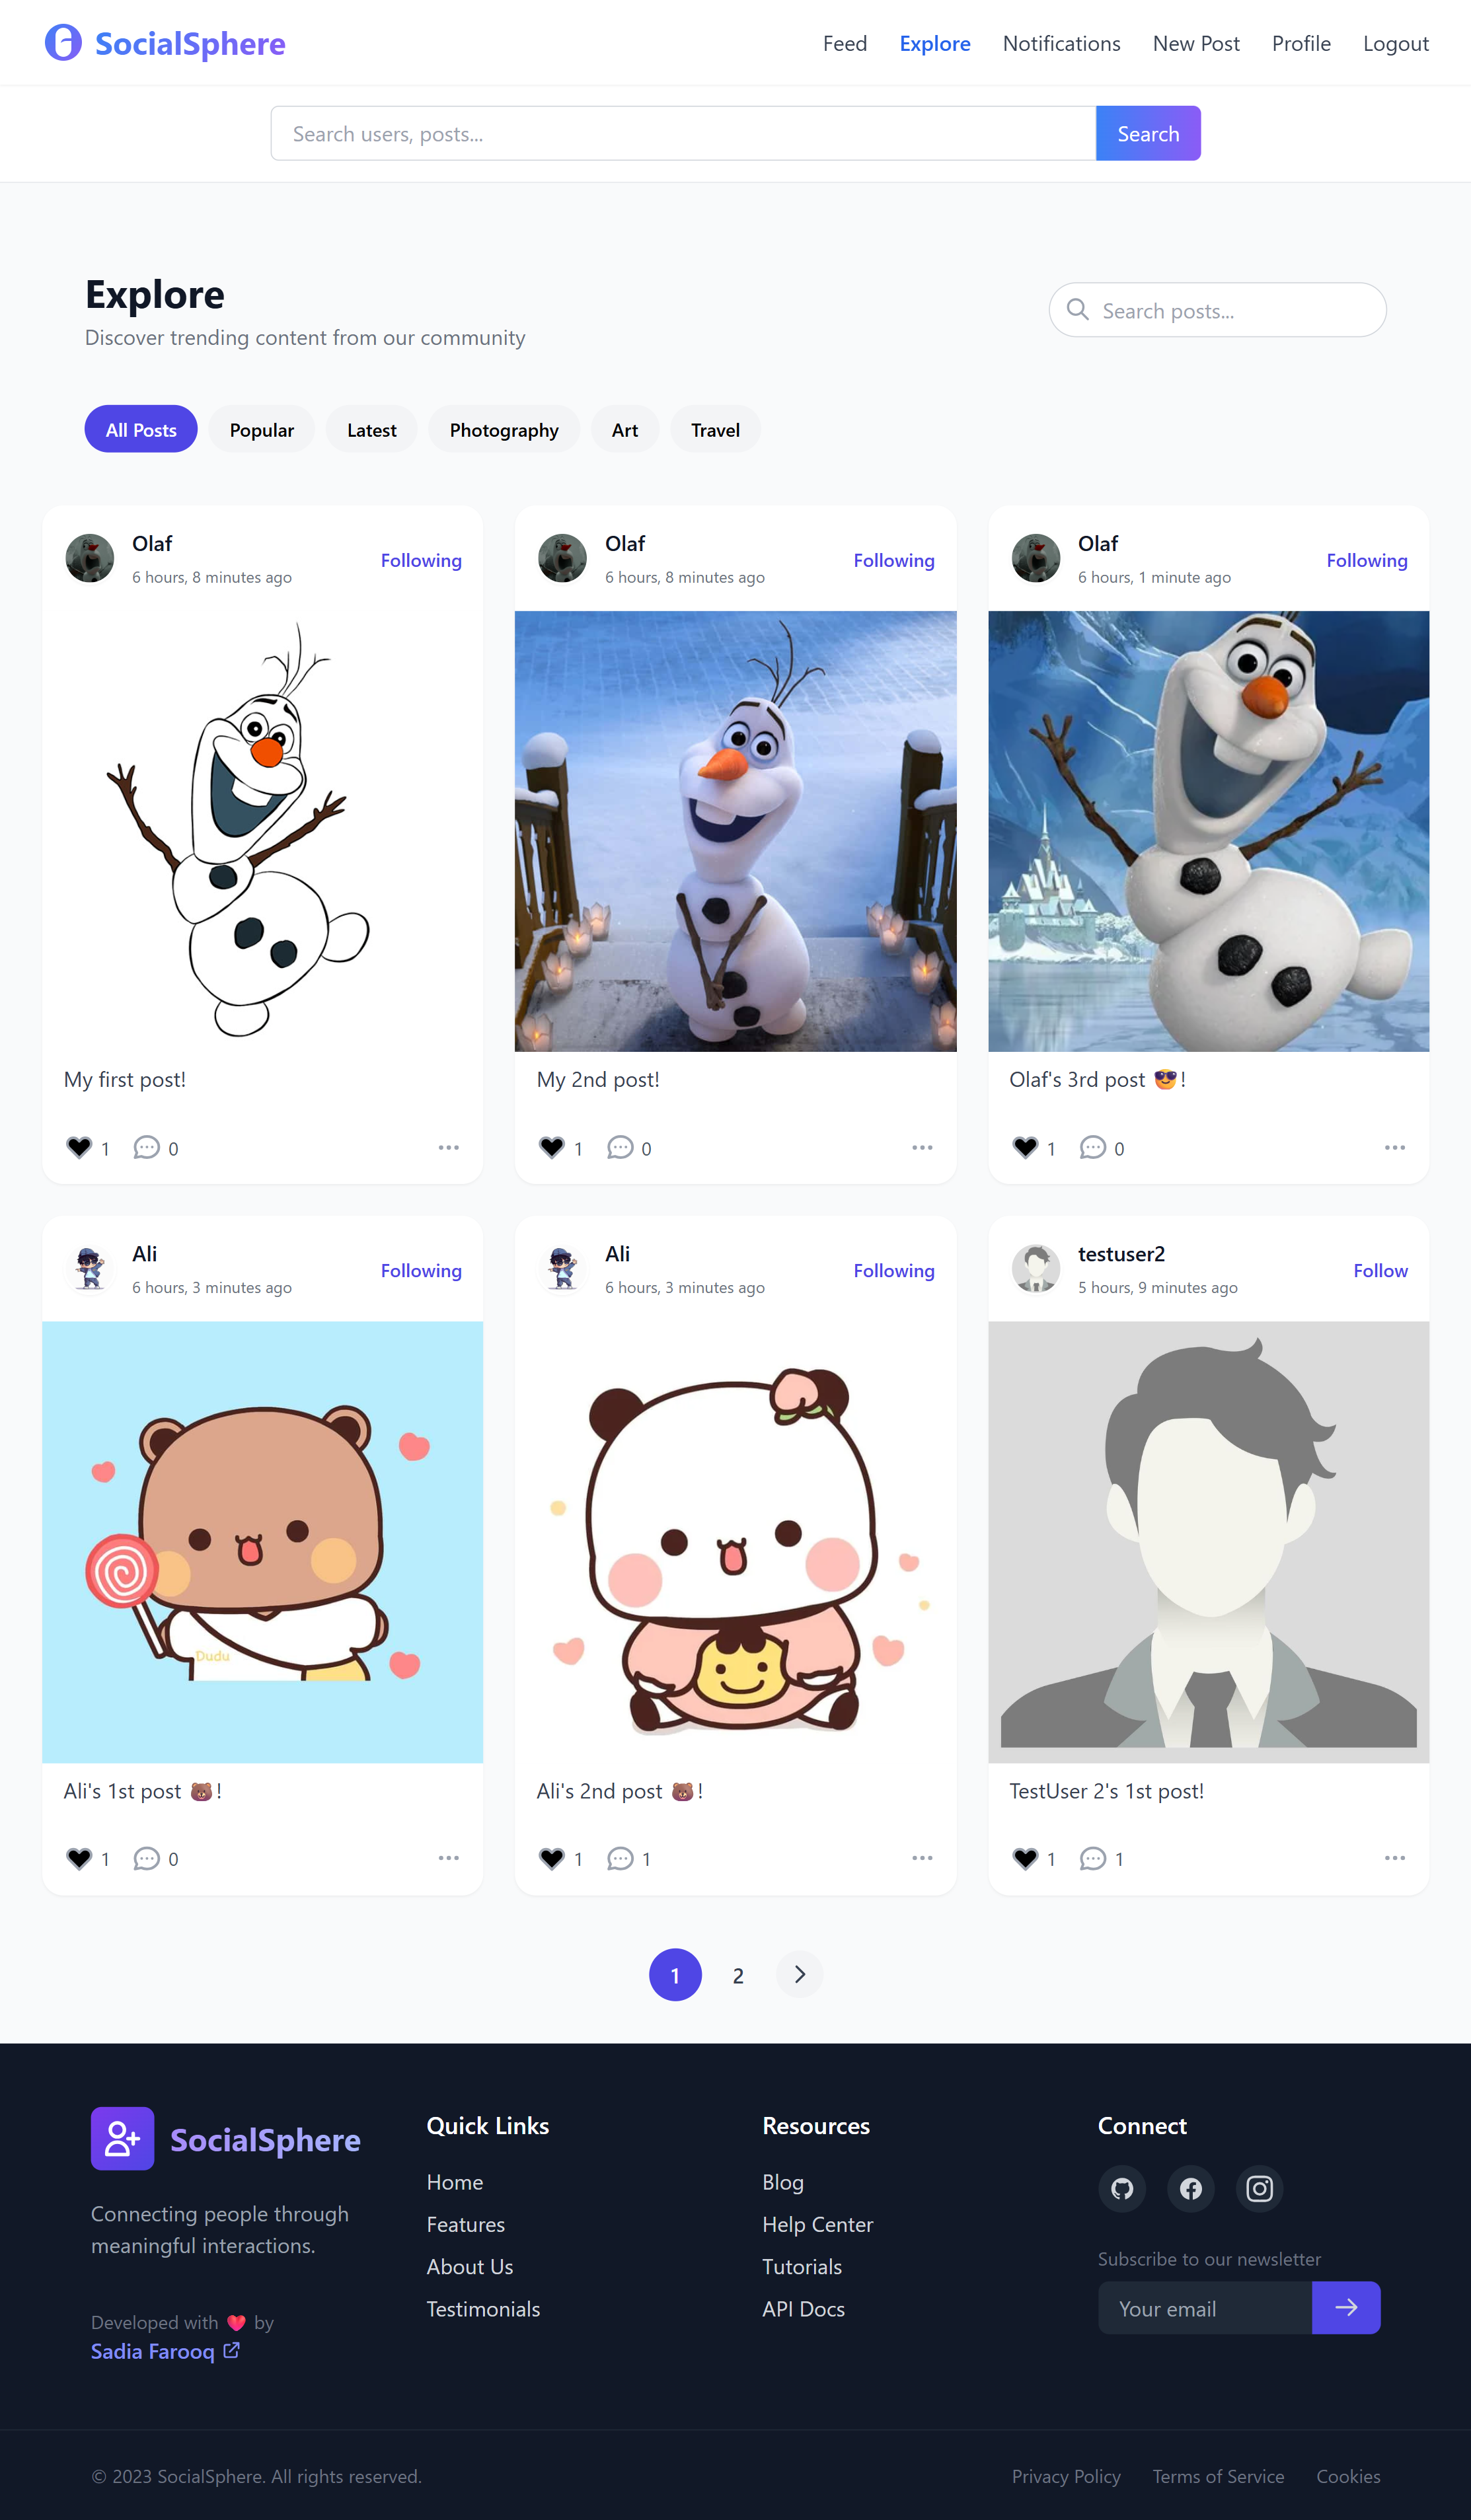 SocialSphere
Feed Explore Notifications New Post Profile Logout
Search users, posts... Search
Explore
Discover trending content from our community
Search posts...
All Posts Popular Latest Photography Art Travel
Olaf
6 hours, 8 minutes ago
Following
My first post!
1 0
Olaf
6 hours, 8 minutes ago
Following
My 2nd post!
1 0
Olaf
6 hours, 1 minute ago
Following
Olaf's 3rd post 😎!
1 0
Ali
6 hours, 3 minutes ago
Following
Dudu
Ali's 1st post 🐻!
1 0
Ali
6 hours, 3 minutes ago
Following
Ali's 2nd post 🐻!
1 1
testuser2
5 hours, 9 minutes ago
Follow
TestUser 2's 1st post!
1 1
1 2
SocialSphere
Connecting people through
meaningful interactions.
Developed with ❤️ by
Sadia Farooq
Quick Links
Home
Features
About Us
Testimonials
Resources
Blog
Help Center
Tutorials
API Docs
Connect
Subscribe to our newsletter
Your email
© 2023 SocialSphere. All rights reserved.
Privacy Policy Terms of Service Cookies